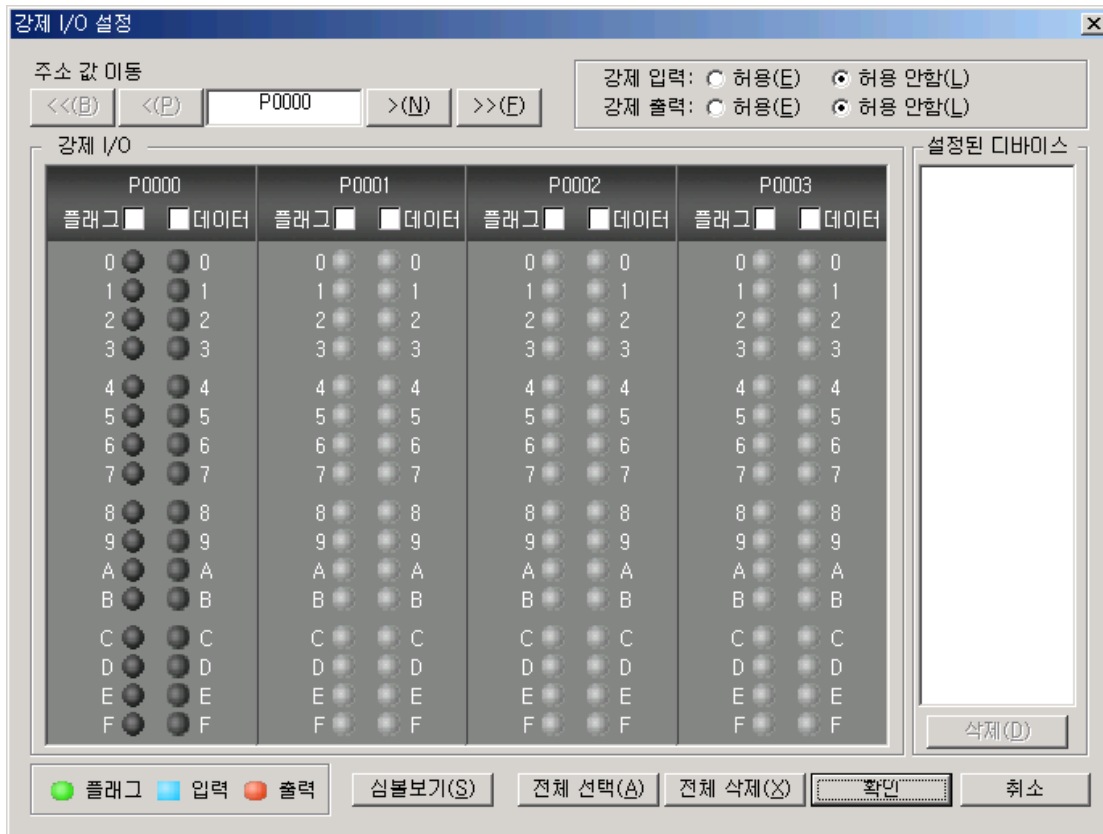 강제 I/O 설정
주소 값 이동
<<(B) <(P) P0000 >(N) >>(F)
강제 입력: 허용(E) 허용 안함(L)
강제 출력: 허용(E) 허용 안함(L)
강제 I/O
설정된 디바이스
P0000 P0001 P0002 P0003
플래그 데이터 플래그 데이터 플래그 데이터 플래그 데이터
0 0 0 0 0 0 0 0
1 1 1 1 1 1 1 1
2 2 2 2 2 2 2 2
3 3 3 3 3 3 3 3
4 4 4 4 4 4 4 4
5 5 5 5 5 5 5 5
6 6 6 6 6 6 6 6
7 7 7 7 7 7 7 7
8 8 8 8 8 8 8 8
9 9 9 9 9 9 9 9
A A A A A A A A
B B B B B B B B
C C C C C C C C
D D D D D D D D
E E E E E E E E
F F F F F F F F
삭제(D)
플래그 입력 출력 심볼보기(S) 전체 선택(A) 전체 삭제(X) 확인 취소